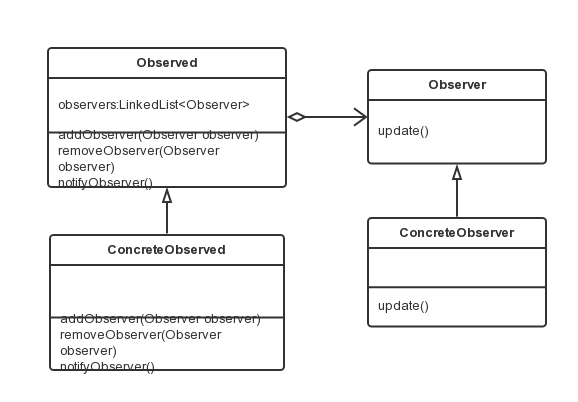 Observed
observers:LinkedList<Observer>
addObserver(Observer observer)
removeObserver(Observer
observer)
notifyObserver()
Observer
update()
ConcreteObserved
addObserver(Observer observer)
removeObserver(Observer
observer)
notifyObserver()
ConcreteObserver
update()